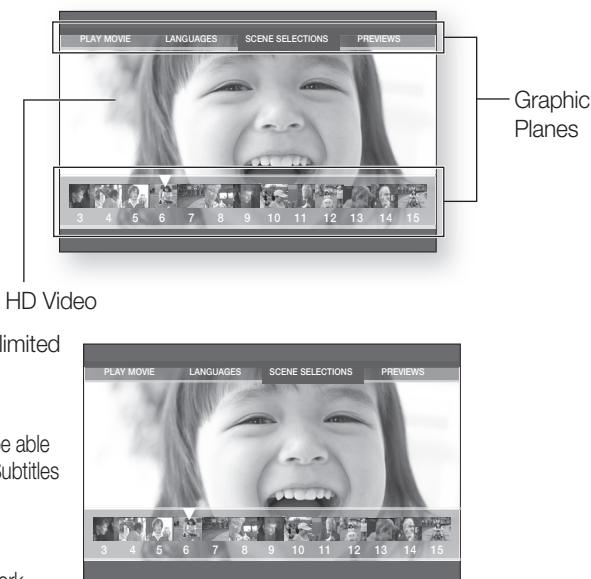 PLAY MOVIE LANGUAGES SCENE SELECTIONS PREVIEWS
Graphic
Planes
3 4 5 6 7 8 9 10 11 12 13 14 15
HD Video
limited
PLAY MOVIE LANGUAGES SCENE SELECTIONS PREVIEWS
able
Subtitles
3 4 5 6 7 8 9 10 11 12 13 14 15